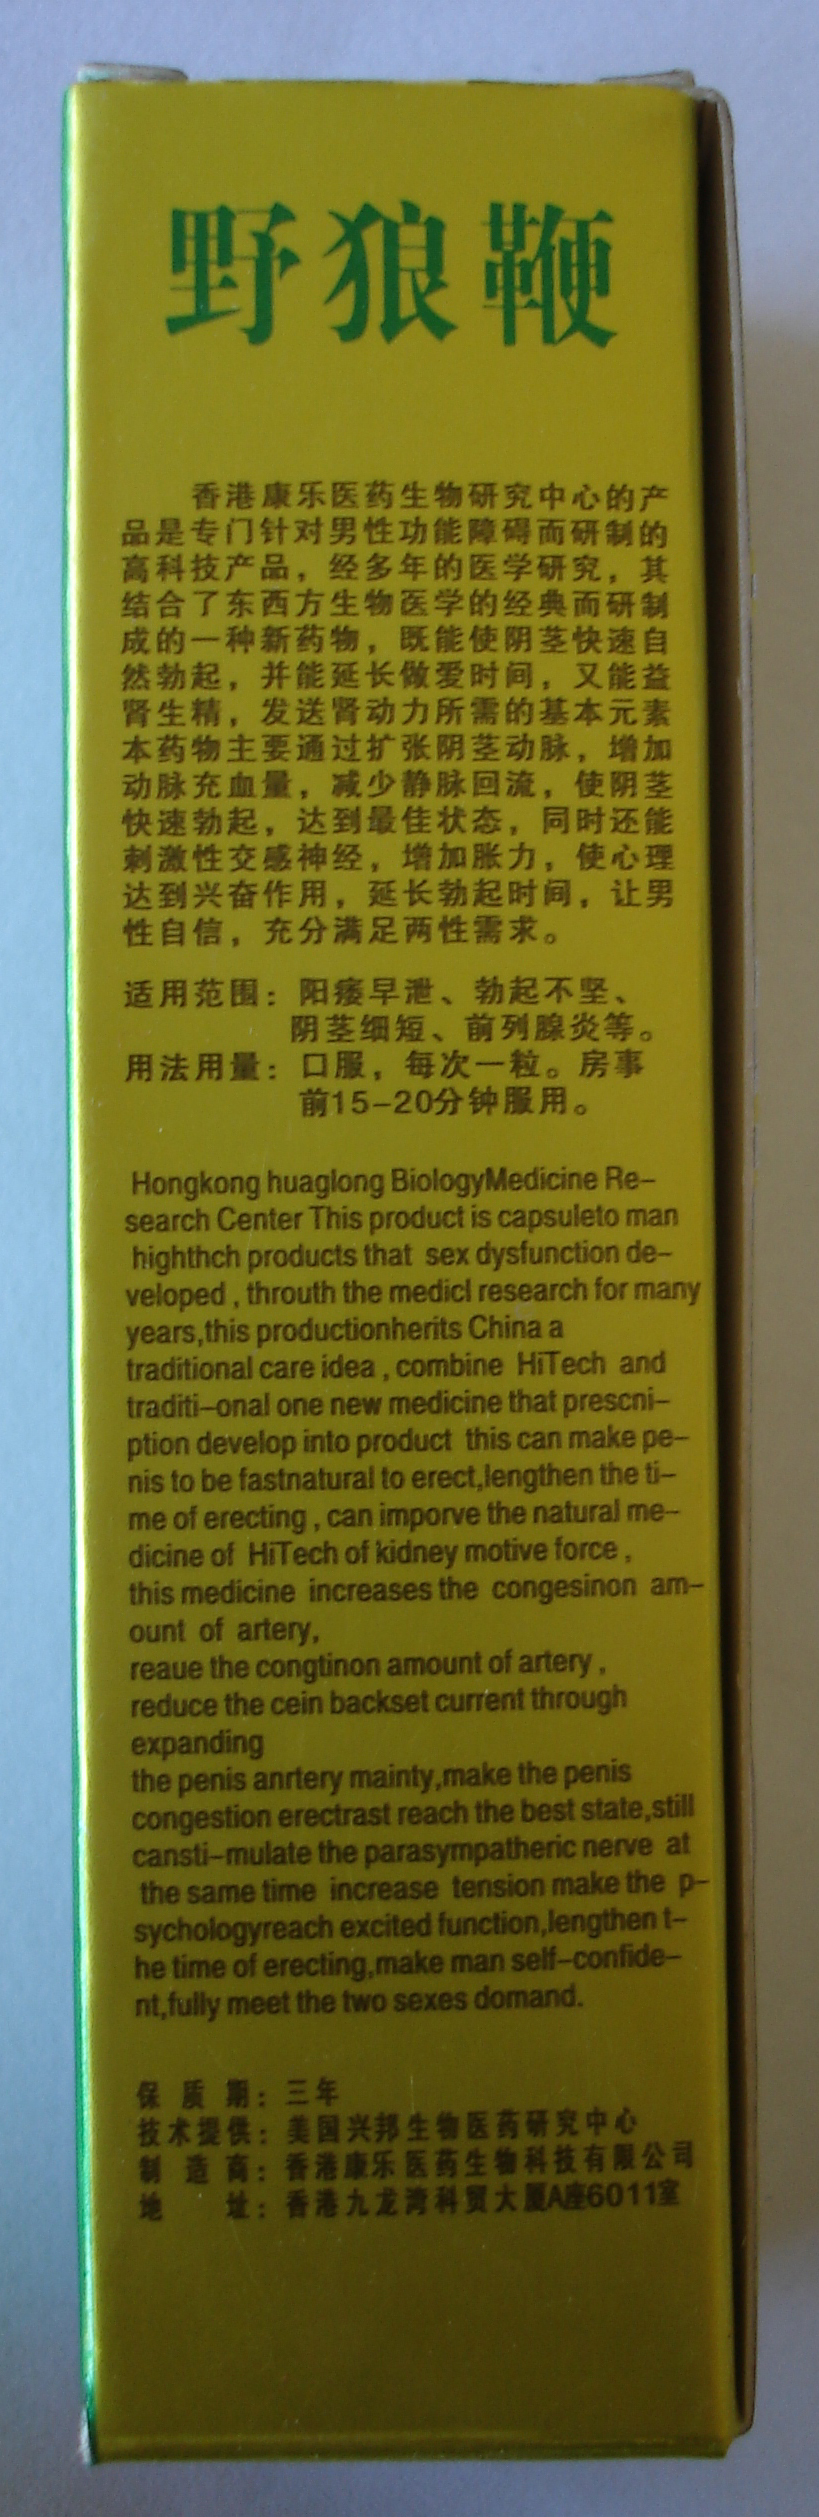 野狼鞭
香港康乐医药生物研究中心的产
品是专门针对男性功能障碍而研制的
高科技产品，经多年的医学研究，其
结合了东西方生物医学的经典而研制
成的一种新药物，既能使阴茎快速自
然勃起，并能延长做爱时间，又能益
肾生精，发送肾动力所需的基本元素
本药物主要通过扩张阴茎动脉，增加
动脉充血量，减少静脉回流，使阴茎
快速勃起，达到最佳状态，同时还能
刺激性交感神经，增加胀力，使心理
达到兴奋作用，延长勃起时间，让男
性自信，充分满足两性需求。
适用范围：阳痿早泄、勃起不坚、
阴茎细短、前列腺炎等。
用法用量：口服，每次一粒。房事
前15-20分钟服用。
Hongkong huaglong BiologyMedicine Re-
search Center This product is capsuleto man
highthch products that sex dysfunction de-
veloped , throuth the medicl research for many
years,this productionherits China a
traditional care idea , combine HiTech and
traditi-onal one new medicine that prescni-
ption develop into product this can make pe-
nis to be fastnatural to erect,lengthen the ti-
me of erecting , can imporve the natural me-
dicine of HiTech of kidney motive force ,
this medicine increases the congesinon am-
ount of artery,
reaue the congtinon amount of artery ,
reduce the cein backset current through
expanding
the penis anrtery mainty,make the penis
congestion erectrast reach the best state,still
cansti-mulate the parasympatheric nerve at
the same time increase tension make the p-
sychologyreach excited function,lengthen t-
he time of erecting,make man self-confide-
nt,fully meet the two sexes domand.
保质期：三年
技术提供：美国兴邦生物医药研究中心
制造商：香港康乐医药生物科技有限公司
地址：香港九龙湾科贸大厦A座6011室